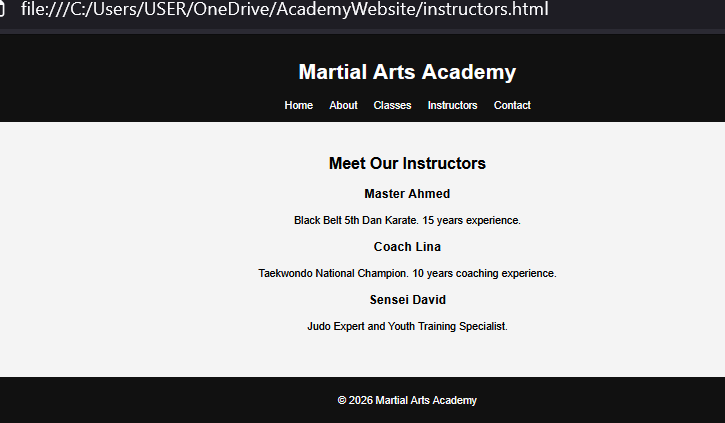 file:///C:/Users/USER/OneDrive/AcademyWebsite/instructors.html
Martial Arts Academy
Home About Classes Instructors Contact
Meet Our Instructors
Master Ahmed
Black Belt 5th Dan Karate. 15 years experience.
Coach Lina
Taekwondo National Champion. 10 years coaching experience.
Sensei David
Judo Expert and Youth Training Specialist.
© 2026 Martial Arts Academy